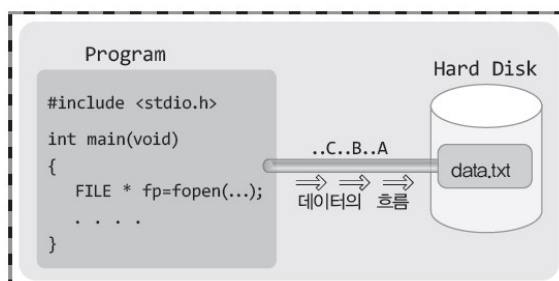 Program
#include <stdio.h>
int main(void)
{
FILE * fp=fopen(...);
. . . .
}
..C..B..A
데이터의 흐름
Hard Disk
data.txt